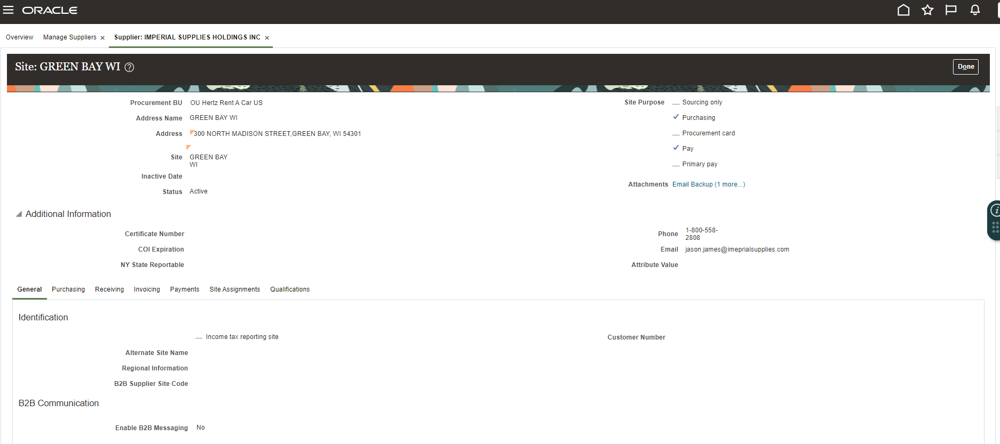 ORACLE
Overview
Manage Suppliers ×
Supplier: IMPERIAL SUPPLIES HOLDINGS INC ×
Site: GREEN BAY WI ?
Done
Procurement BU OU Hertz Rent A Car US
Address Name GREEN BAY WI
Address 300 NORTH MADISON STREET,GREEN BAY, WI 54301
Site GREEN BAY
WI
Inactive Date
Status Active
Site Purpose Sourcing only
Purchasing
Procurement card
Pay
Primary pay
Attachments Email Backup (1 more...)
Additional Information
Certificate Number
COI Expiration
NY State Reportable
Phone 1-800-558-
2808
Email jason.james@imeprialsupplies.com
Attribute Value
General Purchasing Receiving Invoicing Payments Site Assignments Qualifications
Identification
Income tax reporting site
Customer Number
Alternate Site Name
Regional Information
B2B Supplier Site Code
B2B Communication
Enable B2B Messaging No